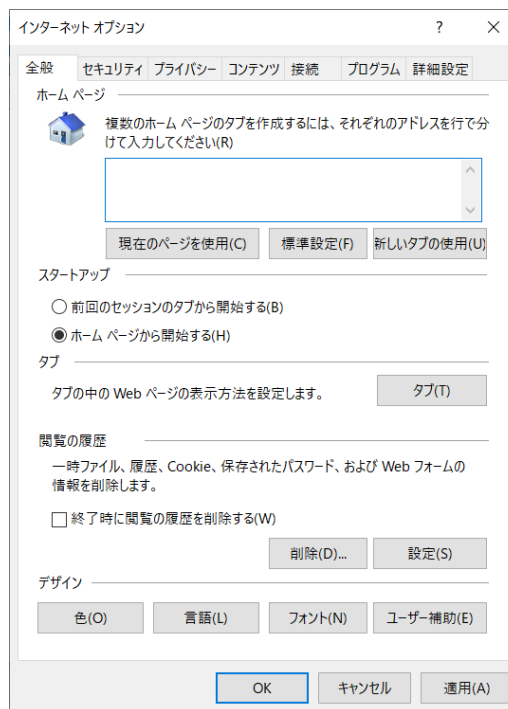 インターネット オプション
?
×
全般
セキュリティ
プライバシー
コンテンツ
接続
プログラム
詳細設定
ホーム ページ
複数のホーム ページのタブを作成するには、それぞれのアドレスを行で分
けて入力してください(R)
現在のページを使用(C)
標準設定(F)
新しいタブの使用(U)
スタートアップ
前回のセッションのタブから開始する(B)
ホーム ページから開始する(H)
タブ
タブの中の Web ページの表示方法を設定します。
タブ(T)
閲覧の履歴
一時ファイル、履歴、Cookie、保存されたパスワード、および Web フォームの
情報を削除します。
終了時に閲覧の履歴を削除する(W)
削除(D)...
設定(S)
デザイン
色(O)
言語(L)
フォント(N)
ユーザー補助(E)
OK
キャンセル
適用(A)